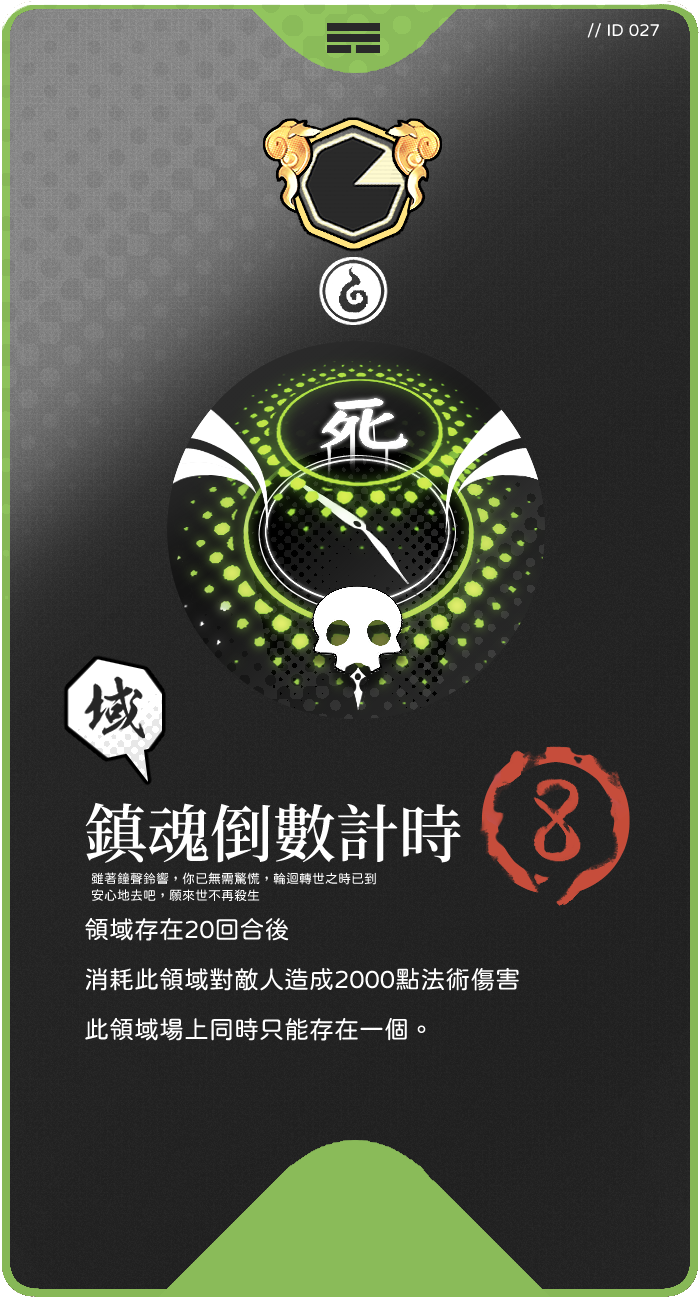 // ID 027
死
域
鎮魂倒數計時
8
雖著鐘聲鈴響，你已無需驚慌，輪迴轉世之時已到
安心地去吧，願來世不再殺生
領域存在20回合後
消耗此領域對敵人造成2000點法術傷害
此領域場上同時只能存在一個。